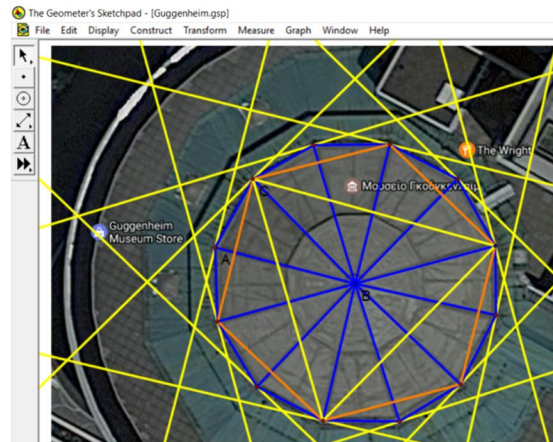 The Geometer's Sketchpad - [Guggenheim.gsp]
File Edit Display Construct Transform Measure Graph Window Help
A
The Wright
Μουσείο Γκούγκενχαϊμ
C
Guggenheim
Museum Store
A
B